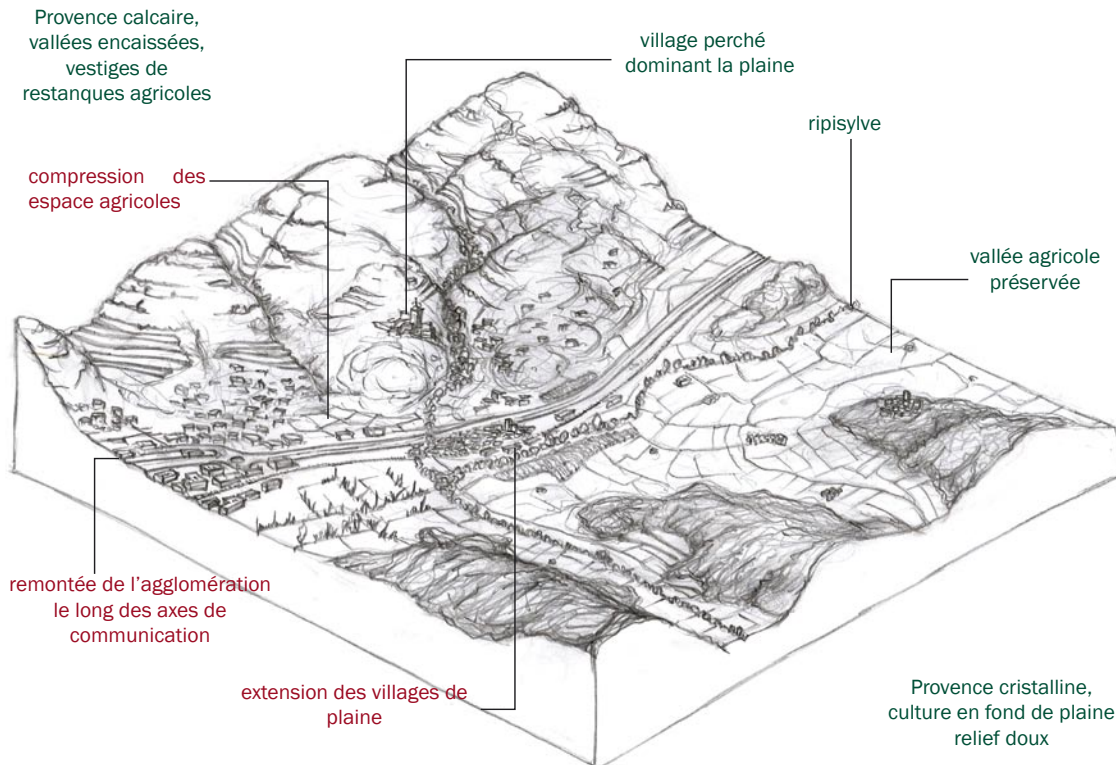 Provence calcaire,
vallées encaissées,
vestiges de
restanques agricoles
village perché
dominant la plaine
ripisylve
compression des
espace agricoles
vallée agricole
préservée
remontée de l'agglomération
le long des axes de
communication
extension des villages de
plaine
Provence cristalline,
culture en fond de plaine
relief doux